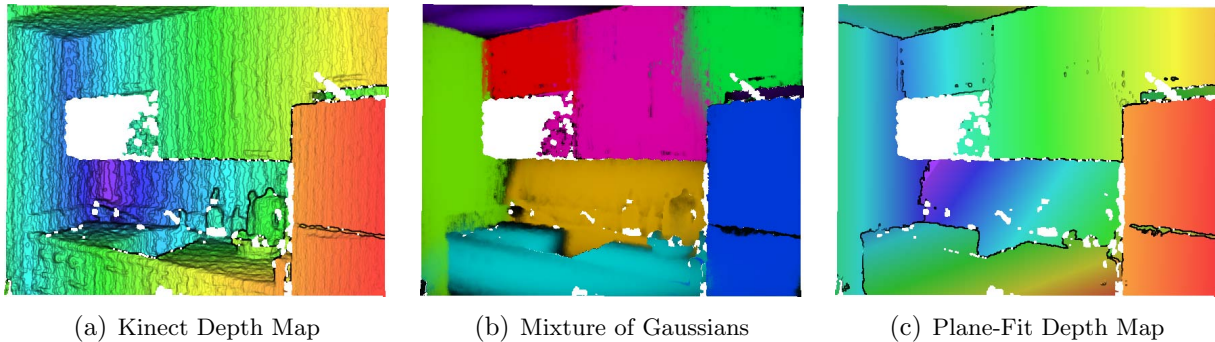 (a) Kinect Depth Map
(b) Mixture of Gaussians
(c) Plane-Fit Depth Map